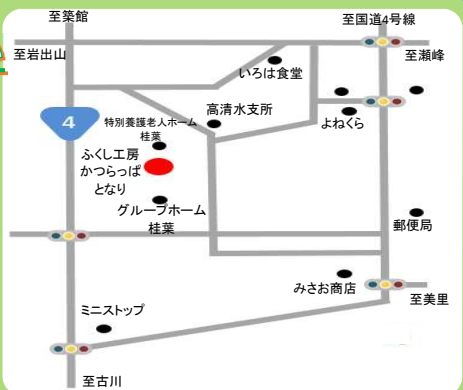 至築館
至国道4号線
至岩出山
至瀬峰
いろは食堂
4
特別養護老人ホーム
桂葉
高清水支所
よねくら
ふくし工房
かつらっぱ
となり
グループホーム
桂葉
郵便局
みさお商店
至美里
ミニストップ
至古川